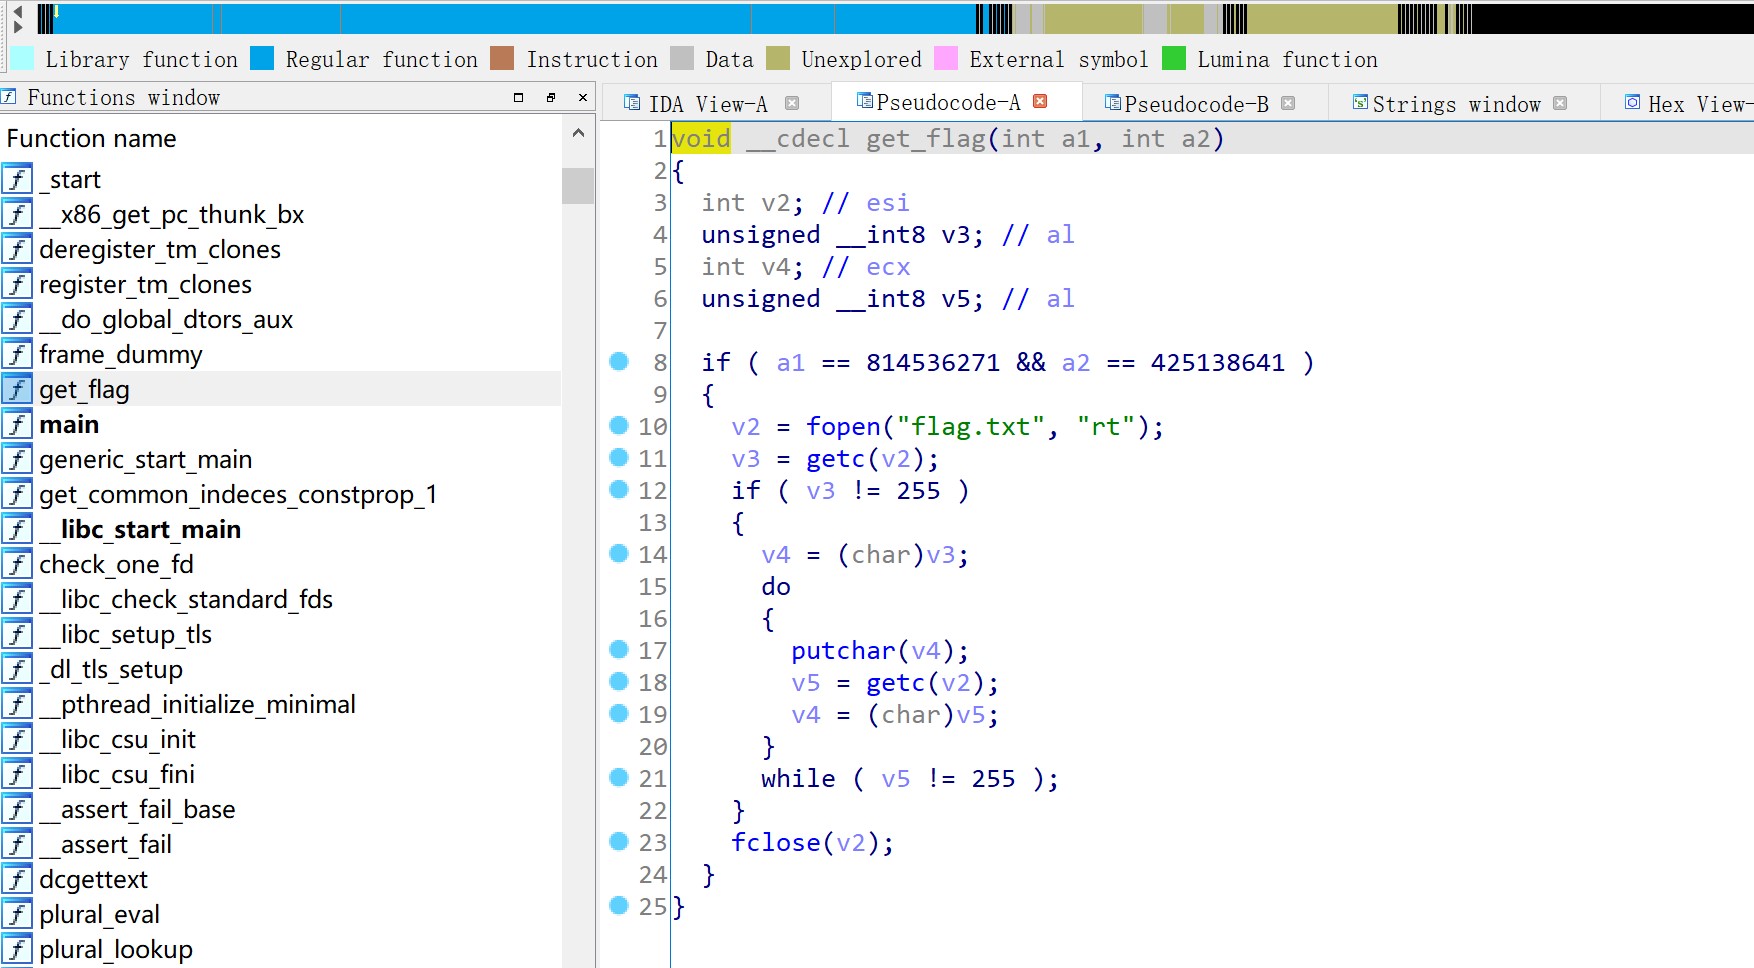 Library function Regular function Instruction Data Unexplored External symbol Lumina function
Functions window
IDA View-A Pseudocode-A Pseudocode-B Strings window Hex View-
Function name
_start
__x86_get_pc_thunk_bx
deregister_tm_clones
register_tm_clones
__do_global_dtors_aux
frame_dummy
get_flag
main
generic_start_main
get_common_indeces_constprop_1
__libc_start_main
check_one_fd
__libc_check_standard_fds
__libc_setup_tls
_dl_tls_setup
__pthread_initialize_minimal
__libc_csu_init
__libc_csu_fini
__assert_fail_base
__assert_fail
dcgettext
plural_eval
plural_lookup
1 void __cdecl get_flag(int a1, int a2)
2 {
3 int v2; // esi
4 unsigned __int8 v3; // al
5 int v4; // ecx
6 unsigned __int8 v5; // al
7
8 if ( a1 == 814536271 && a2 == 425138641 )
9 {
10 v2 = fopen("flag.txt", "rt");
11 v3 = getc(v2);
12 if ( v3 != 255 )
13 {
14 v4 = (char)v3;
15 do
16 {
17 putchar(v4);
18 v5 = getc(v2);
19 v4 = (char)v5;
20 }
21 while ( v5 != 255 );
22 }
23 fclose(v2);
24 }
25 }